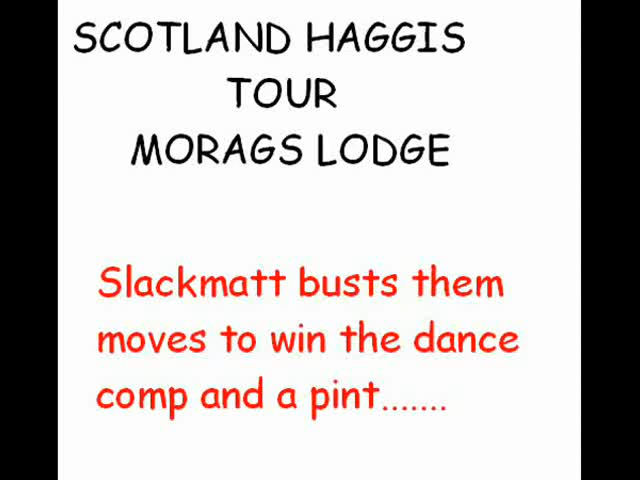 SCOTLAND HAGGIS
TOUR
MORAGS LODGE
Slackmatt busts them
moves to win the dance
comp and a pint.......